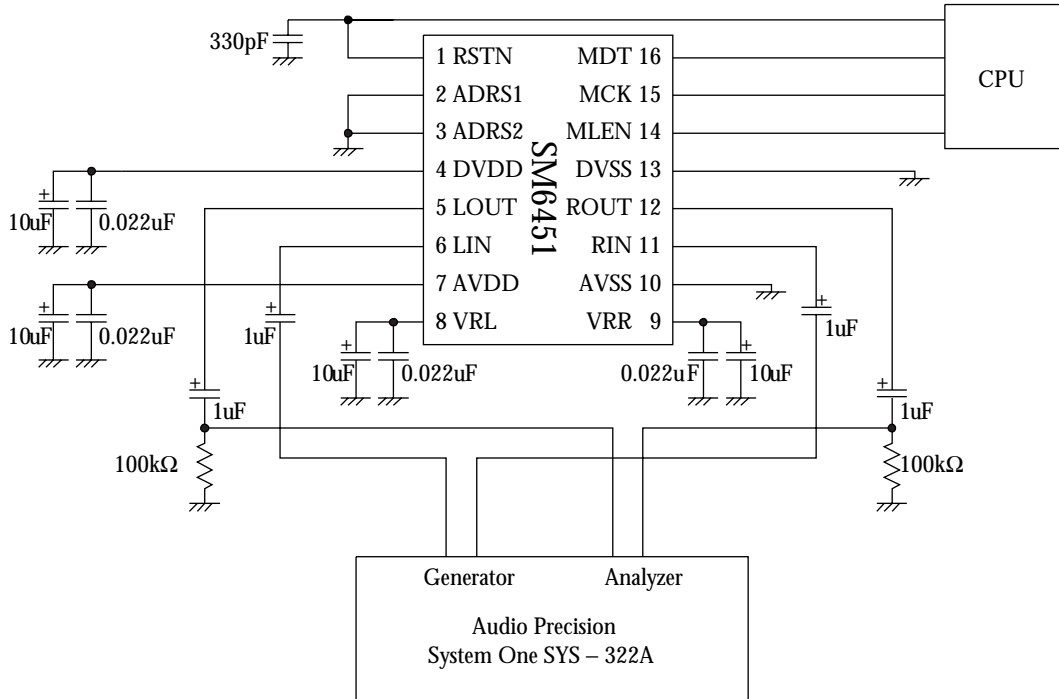 330pF
1 RSTN
MDT 16
CPU
2 ADRS1
MCK 15
3 ADRS2
MLEN 14
SM6451
4 DVDD
DVSS 13
+
10uF
0.022uF
5 LOUT
ROUT 12
6 LIN
RIN 11
7 AVDD
AVSS 10
+
10uF
0.022uF
+
1uF
+
1uF
8 VRL
VRR 9
+
10uF
0.022uF
0.022uF
+
10uF
+
1uF
+
1uF
100kΩ
100kΩ
Generator
Analyzer
Audio Precision
System One SYS – 322A